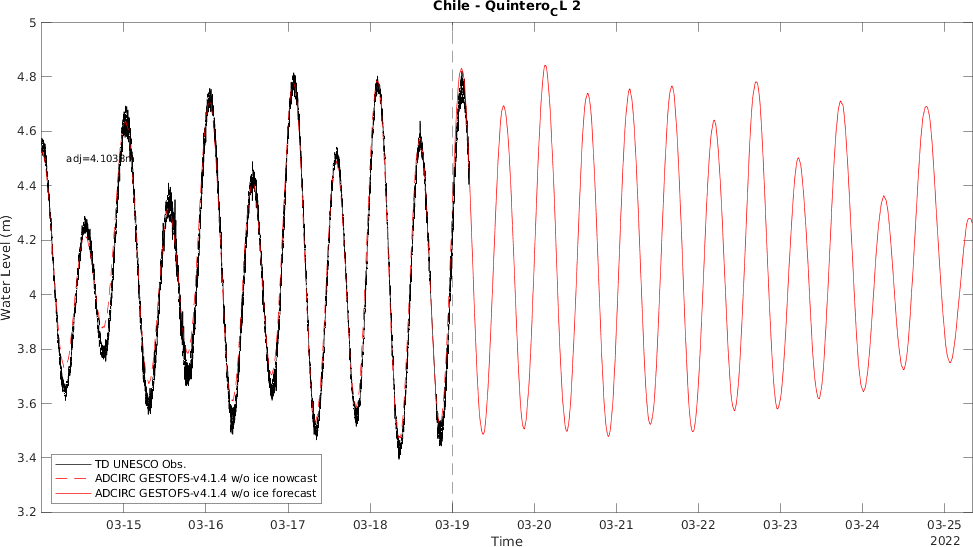 Chile - Quintero_CL 2
5
4.8
4.6
4.4
4.2
4
3.8
3.6
3.4
3.2
Water Level (m)
adj=4.1038m
TD UNESCO Obs.
ADCIRC GESTOFS-v4.1.4 w/o ice nowcast
ADCIRC GESTOFS-v4.1.4 w/o ice forecast
03-15 03-16 03-17 03-18 03-19 03-20 03-21 03-22 03-23 03-24 03-25
Time
2022